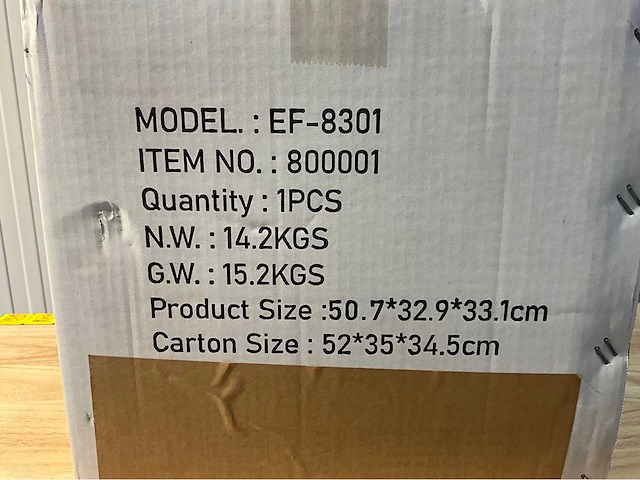 MODEL. : EF-8301
ITEM NO. : 800001
Quantity : 1PCS
N.W. : 14.2KGS
G.W. : 15.2KGS
Product Size :50.7*32.9*33.1cm
Carton Size : 52*35*34.5cm